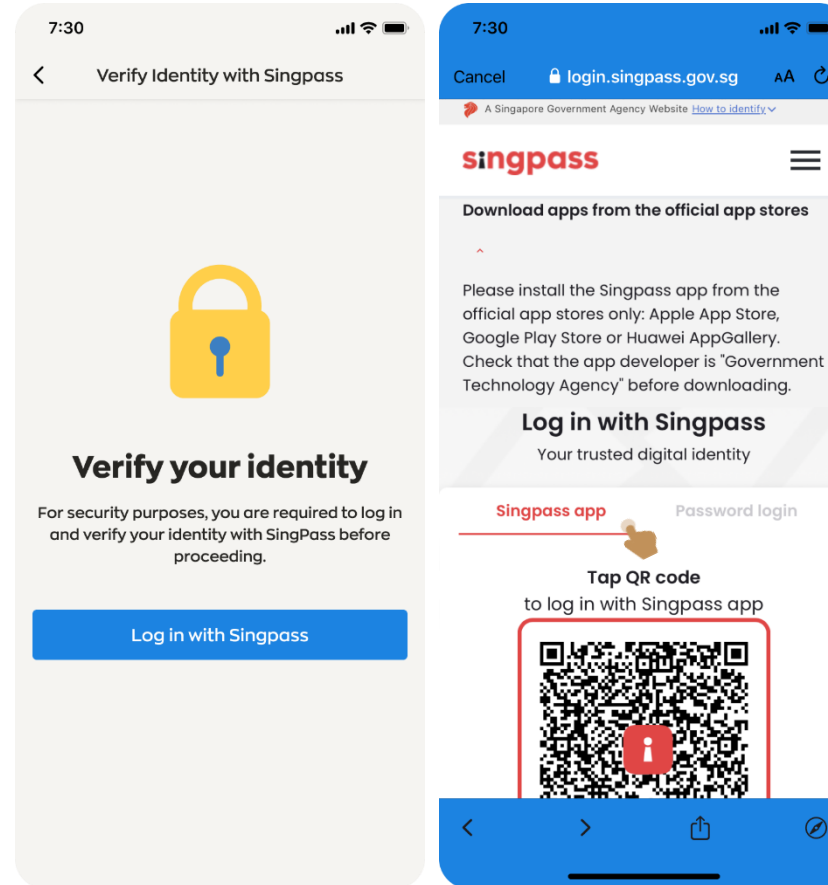 7:30
Verify Identity with Singpass
Verify your identity
For security purposes, you are required to log in
and verify your identity with SingPass before
proceeding.
Log in with Singpass
7:30
Cancel login.singpass.gov.sg AA
A Singapore Government Agency Website How to identify
singpass
Download apps from the official app stores
Please install the Singpass app from the
official app stores only: Apple App Store,
Google Play Store or Huawei AppGallery.
Check that the app developer is "Government
Technology Agency" before downloading.
Log in with Singpass
Your trusted digital identity
Singpass app Password login
Tap QR code
to log in with Singpass app